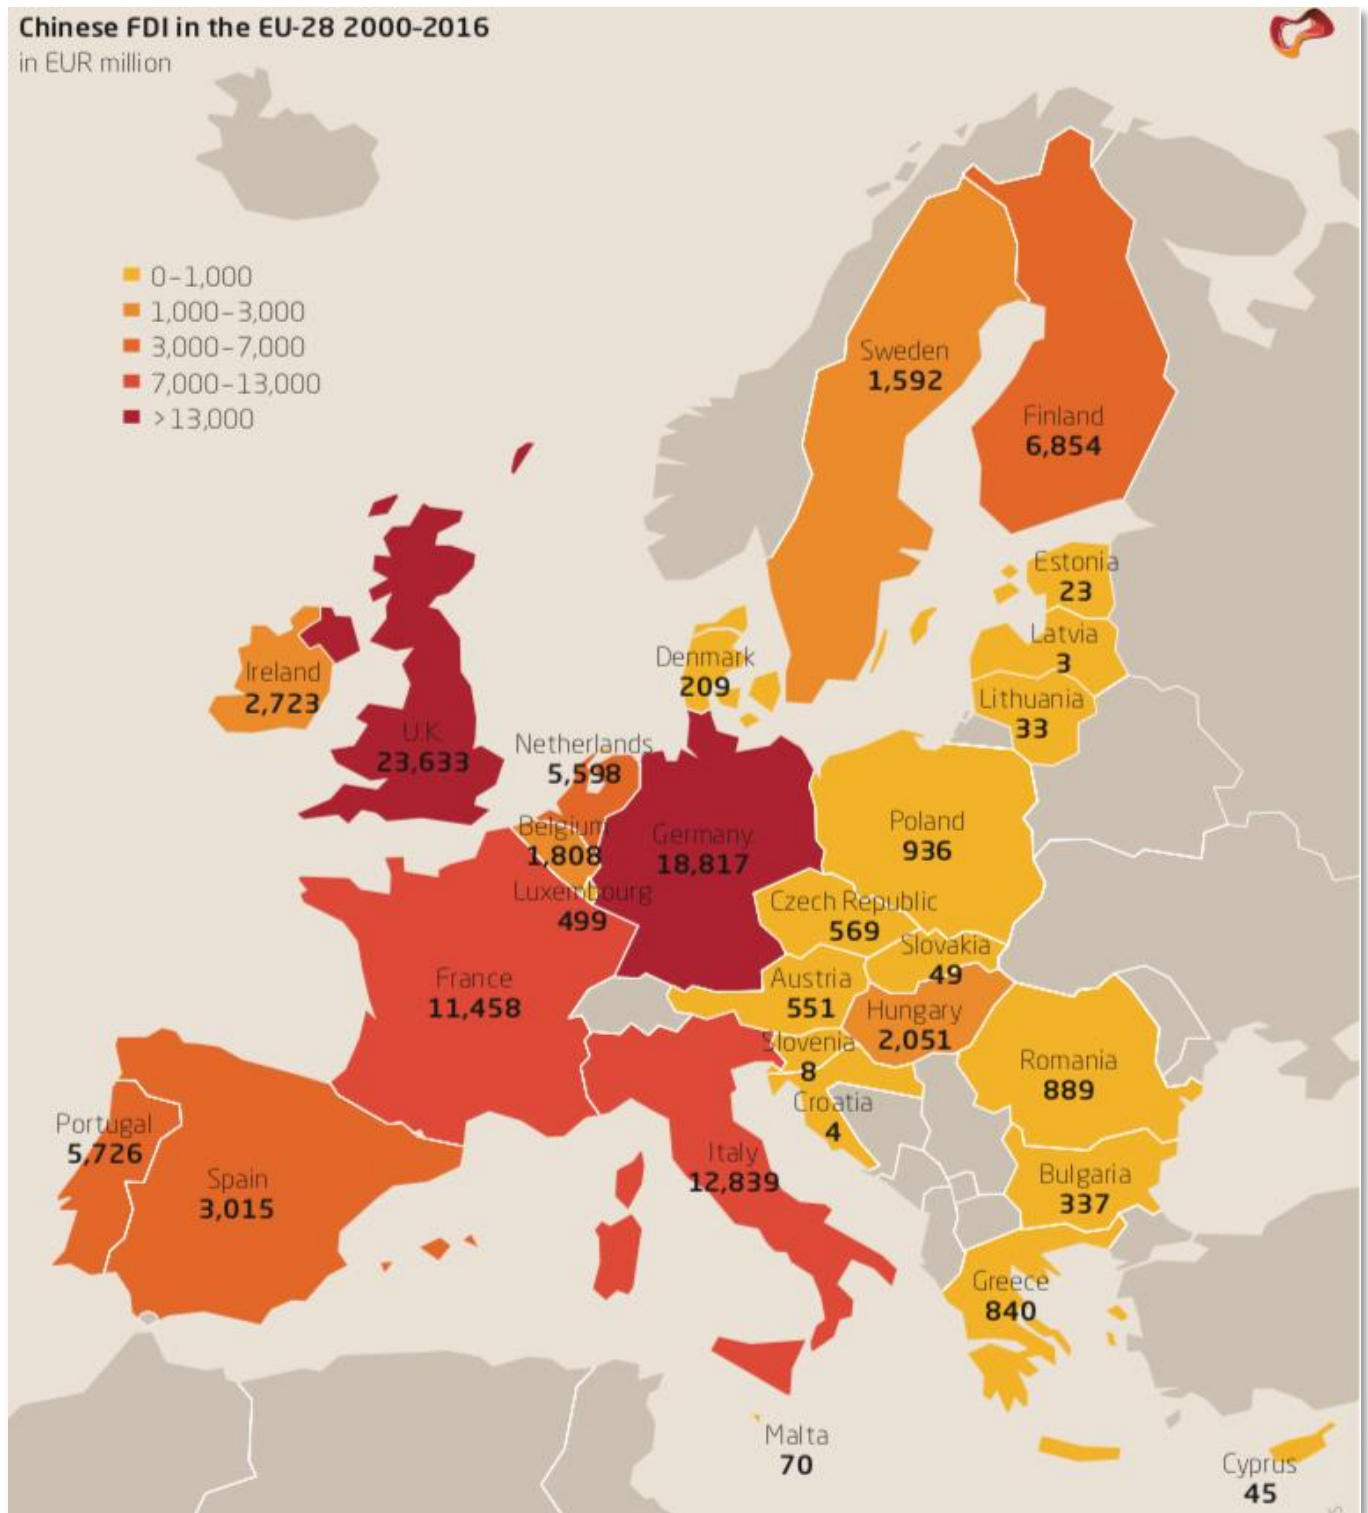 Chinese FDI in the EU-28 2000-2016
in EUR million
0-1,000
1,000-3,000
3,000-7,000
7,000-13,000
>13,000
Sweden
1,592
Finland
6,854
Estonia
23
Latvia
3
Lithuania
33
Denmark
209
Ireland
2,723
U.K.
23,633
Netherlands
5,598
Belgium
1,808
Luxembourg
499
Germany
18,817
Poland
936
Czech Republic
569
Slovakia
49
Austria
551
Hungary
2,051
France
11,458
Slovenia
8
Croatia
4
Romania
889
Portugal
5,726
Spain
3,015
Italy
12,839
Bulgaria
337
Greece
840
Malta
70
Cyprus
45